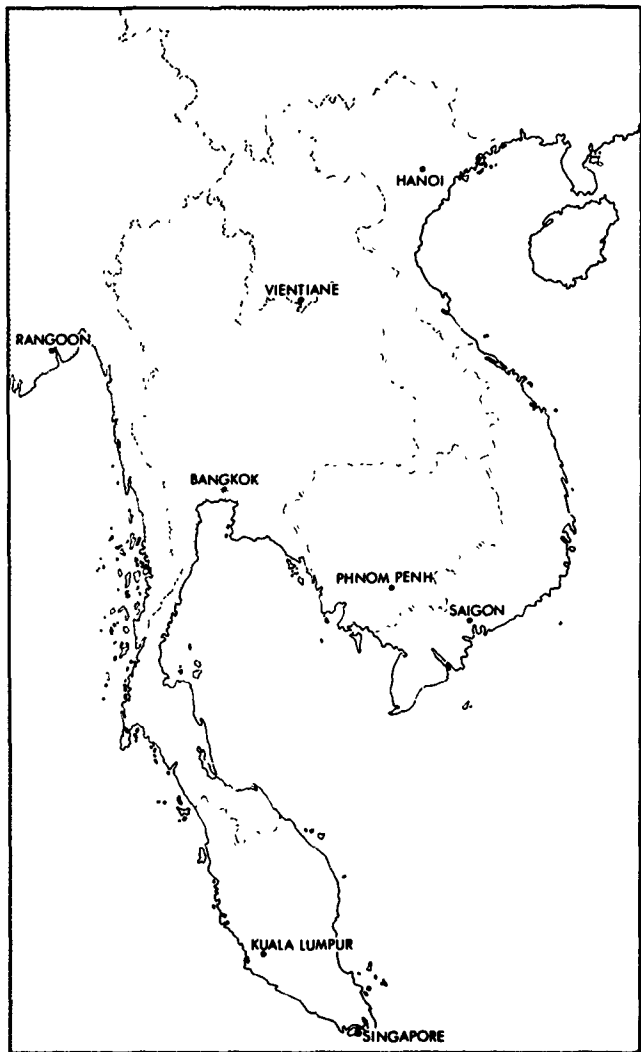 HANOI
VIENTIANE
RANGOON
BANGKOK
PHNOM PENH
SAIGON
KUALA LUMPUR
SINGAPORE